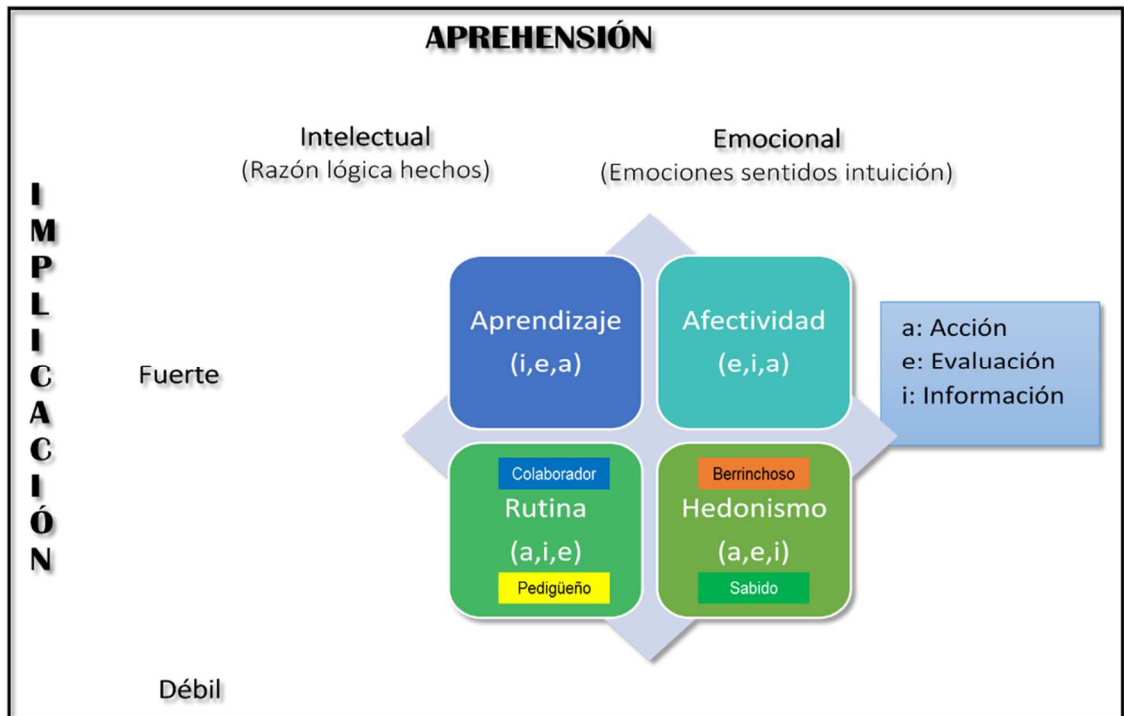 APREHENSIÓN
Intelectual
(Razón lógica hechos)
Emocional
(Emociones sentidos intuición)
IMPLICACIÓN
Fuerte
Débil
Aprendizaje
(i,e,a)
Afectividad
(e,i,a)
a: Acción
e: Evaluación
i: Información
Colaborador
Rutina
(a,i,e)
Pedigüeño
Berrinchoso
Hedonismo
(a,e,i)
Sabido